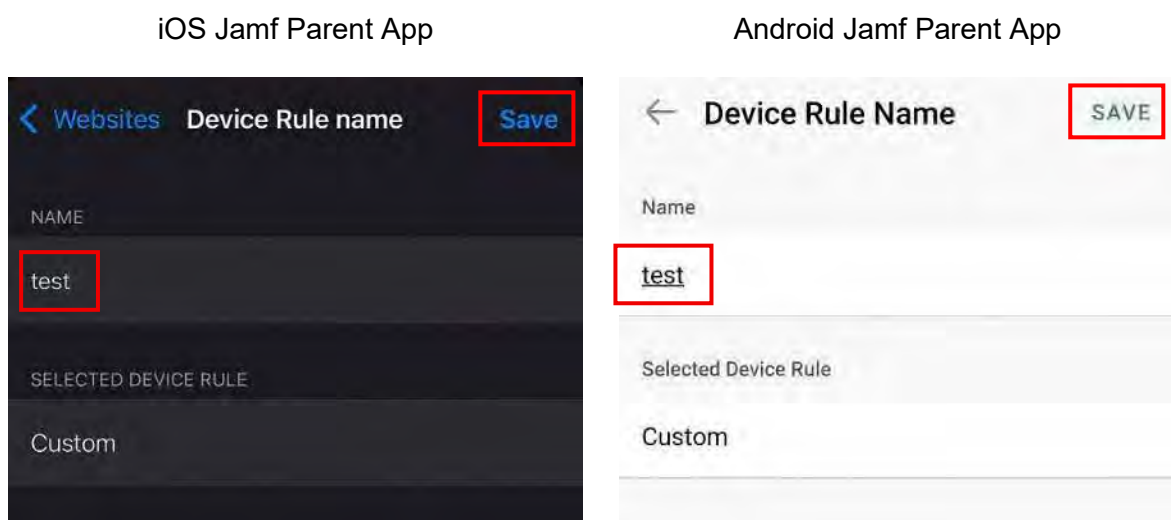 iOS Jamf Parent App
Websites Device Rule name Save
NAME
test
SELECTED DEVICE RULE
Custom
Android Jamf Parent App
Device Rule Name SAVE
Name
test
Selected Device Rule
Custom